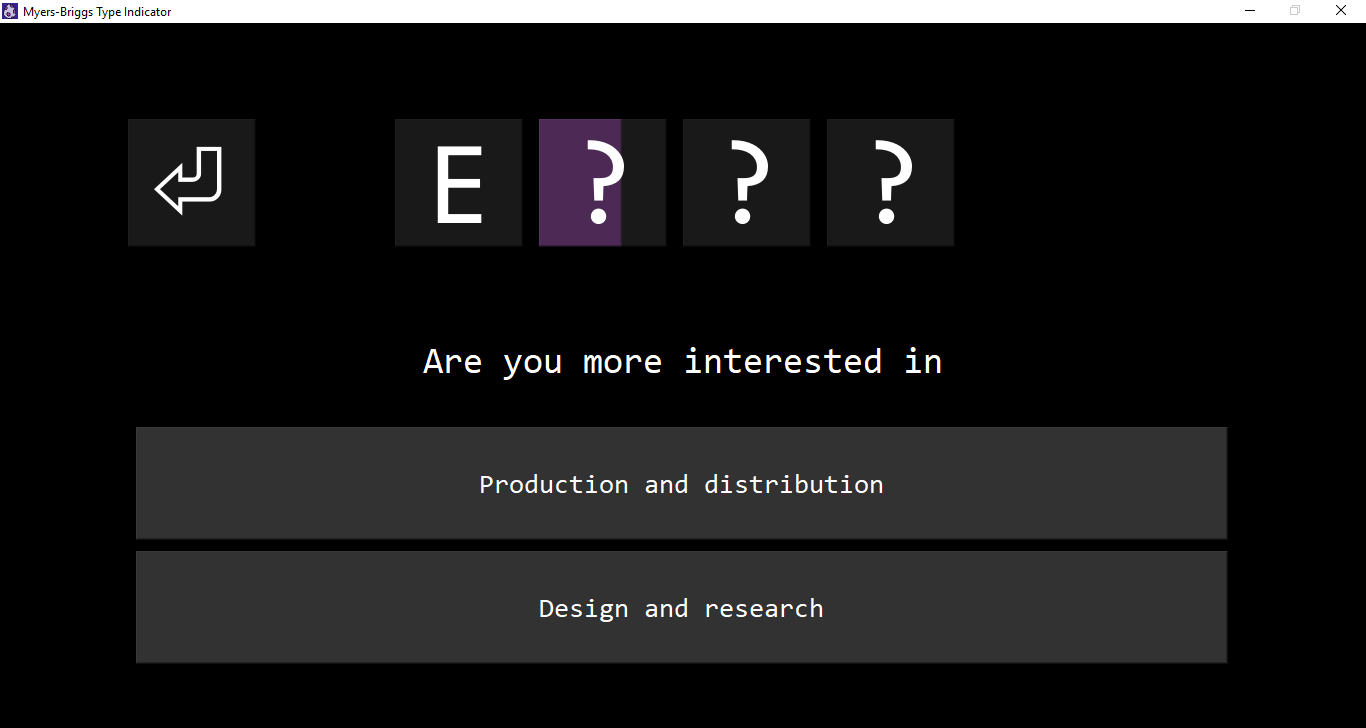 Myers-Briggs Type Indicator
E ? ? ?
Are you more interested in
Production and distribution
Design and research